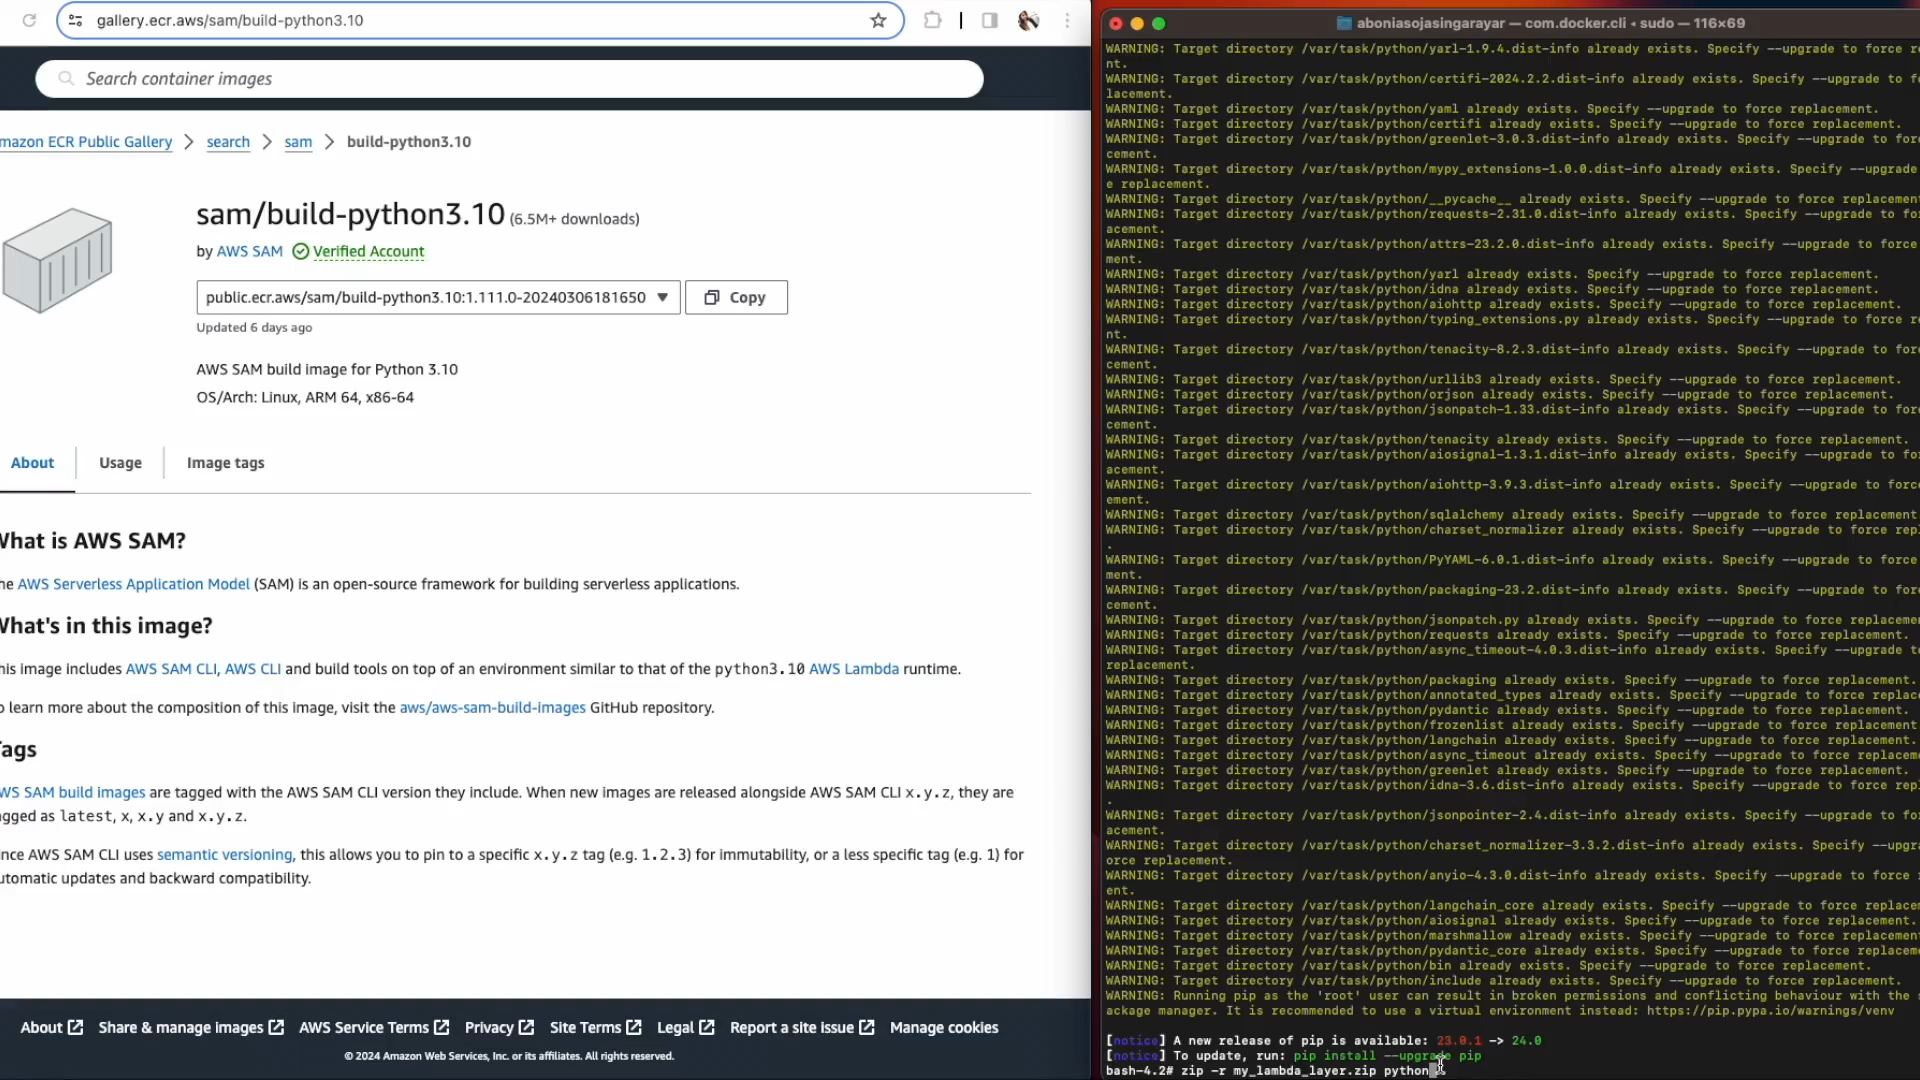 gallery.ecr.aws/sam/build-python3.10
Search container images
mazon ECR Public Gallery > search > sam > build-python3.10
sam/build-python3.10 (6.5M+ downloads)
by AWS SAM Verified Account
public.ecr.aws/sam/build-python3.10:1.111.0-20240306181650
Copy
Updated 6 days ago
AWS SAM build image for Python 3.10
OS/Arch: Linux, ARM 64, x86-64
About
Usage
Image tags
What is AWS SAM?
he AWS Serverless Application Model (SAM) is an open-source framework for building serverless applications.
What's in this image?
his image includes AWS SAM CLI, AWS CLI and build tools on top of an environment similar to that of the python3.10 AWS Lambda runtime.
o learn more about the composition of this image, visit the aws/aws-sam-build-images GitHub repository.
Tags
WS SAM build images are tagged with the AWS SAM CLI version they include. When new images are released alongside AWS SAM CLI x.y.z, they are
gged as latest, x, x.y and x.y.z.
ince AWS SAM CLI uses semantic versioning, this allows you to pin to a specific x.y.z tag (e.g. 1.2.3) for immutability, or a less specific tag (e.g. 1) for
utomatic updates and backward compatibility.
About Share & manage images AWS Service Terms Privacy Site Terms Legal Report a site issue Manage cookies
© 2024 Amazon Web Services, Inc. or its affiliates. All rights reserved.
aboniasojasingarayar — com.docker.cli ◂ sudo — 116×69
WARNING: Target directory /var/task/python/yarl-1.9.4.dist-info already exists. Specify --upgrade to force re
nt.
WARNING: Target directory /var/task/python/certifi-2024.2.2.dist-info already exists. Specify --upgrade to fo
lacement.
WARNING: Target directory /var/task/python/yaml already exists. Specify --upgrade to force replacement.
WARNING: Target directory /var/task/python/certifi already exists. Specify --upgrade to force replacement.
WARNING: Target directory /var/task/python/greenlet-3.0.3.dist-info already exists. Specify --upgrade to forc
cement.
WARNING: Target directory /var/task/python/mypy_extensions-1.0.0.dist-info already exists. Specify --upgrade
e replacement.
WARNING: Target directory /var/task/python/__pycache__ already exists. Specify --upgrade to force replacement
WARNING: Target directory /var/task/python/requests-2.31.0.dist-info already exists. Specify --upgrade to for
acement.
WARNING: Target directory /var/task/python/attrs-23.2.0.dist-info already exists. Specify --upgrade to force
ment.
WARNING: Target directory /var/task/python/yarl already exists. Specify --upgrade to force replacement.
WARNING: Target directory /var/task/python/idna already exists. Specify --upgrade to force replacement.
WARNING: Target directory /var/task/python/aiohttp already exists. Specify --upgrade to force replacement.
WARNING: Target directory /var/task/python/typing_extensions.py already exists. Specify --upgrade to force re
nt.
WARNING: Target directory /var/task/python/tenacity-8.2.3.dist-info already exists. Specify --upgrade to forc
cement.
WARNING: Target directory /var/task/python/urllib3 already exists. Specify --upgrade to force replacement.
WARNING: Target directory /var/task/python/orjson already exists. Specify --upgrade to force replacement.
WARNING: Target directory /var/task/python/jsonpatch-1.33.dist-info already exists. Specify --upgrade to forc
cement.
WARNING: Target directory /var/task/python/tenacity already exists. Specify --upgrade to force replacement.
WARNING: Target directory /var/task/python/aiosignal-1.3.1.dist-info already exists. Specify --upgrade to for
acement.
WARNING: Target directory /var/task/python/aiohttp-3.9.3.dist-info already exists. Specify --upgrade to force
ement.
WARNING: Target directory /var/task/python/sqlalchemy already exists. Specify --upgrade to force replacement.
WARNING: Target directory /var/task/python/charset_normalizer already exists. Specify --upgrade to force repl
.
WARNING: Target directory /var/task/python/PyYAML-6.0.1.dist-info already exists. Specify --upgrade to force
ment.
WARNING: Target directory /var/task/python/packaging-23.2.dist-info already exists. Specify --upgrade to forc
cement.
WARNING: Target directory /var/task/python/jsonpatch.py already exists. Specify --upgrade to force replacemen
WARNING: Target directory /var/task/python/requests already exists. Specify --upgrade to force replacement.
WARNING: Target directory /var/task/python/async_timeout-4.0.3.dist-info already exists. Specify --upgrade to
replacement.
WARNING: Target directory /var/task/python/packaging already exists. Specify --upgrade to force replacement.
WARNING: Target directory /var/task/python/annotated_types already exists. Specify --upgrade to force replace
WARNING: Target directory /var/task/python/pydantic already exists. Specify --upgrade to force replacement.
WARNING: Target directory /var/task/python/frozenlist already exists. Specify --upgrade to force replacement.
WARNING: Target directory /var/task/python/langchain already exists. Specify --upgrade to force replacement.
WARNING: Target directory /var/task/python/async_timeout already exists. Specify --upgrade to force replaceme
WARNING: Target directory /var/task/python/greenlet already exists. Specify --upgrade to force replacement.
WARNING: Target directory /var/task/python/idna-3.6.dist-info already exists. Specify --upgrade to force repl
.
WARNING: Target directory /var/task/python/jsonpointer-2.4.dist-info already exists. Specify --upgrade to for
acement.
WARNING: Target directory /var/task/python/charset_normalizer-3.3.2.dist-info already exists. Specify --upgra
orce replacement.
WARNING: Target directory /var/task/python/anyio-4.3.0.dist-info already exists. Specify --upgrade to force r
ent.
WARNING: Target directory /var/task/python/langchain_core already exists. Specify --upgrade to force replacem
WARNING: Target directory /var/task/python/aiosignal already exists. Specify --upgrade to force replacement.
WARNING: Target directory /var/task/python/marshmallow already exists. Specify --upgrade to force replacement
WARNING: Target directory /var/task/python/pydantic_core already exists. Specify --upgrade to force replaceme
WARNING: Target directory /var/task/python/bin already exists. Specify --upgrade to force replacement.
WARNING: Target directory /var/task/python/include already exists. Specify --upgrade to force replacement.
WARNING: Running pip as the 'root' user can result in broken permissions and conflicting behaviour with the s
ackage manager. It is recommended to use a virtual environment instead: https://pip.pypa.io/warnings/venv
[notice] A new release of pip is available: 23.0.1 -> 24.0
[notice] To update, run: pip install --upgrade pip
bash-4.2# zip -r my_lambda_layer.zip python